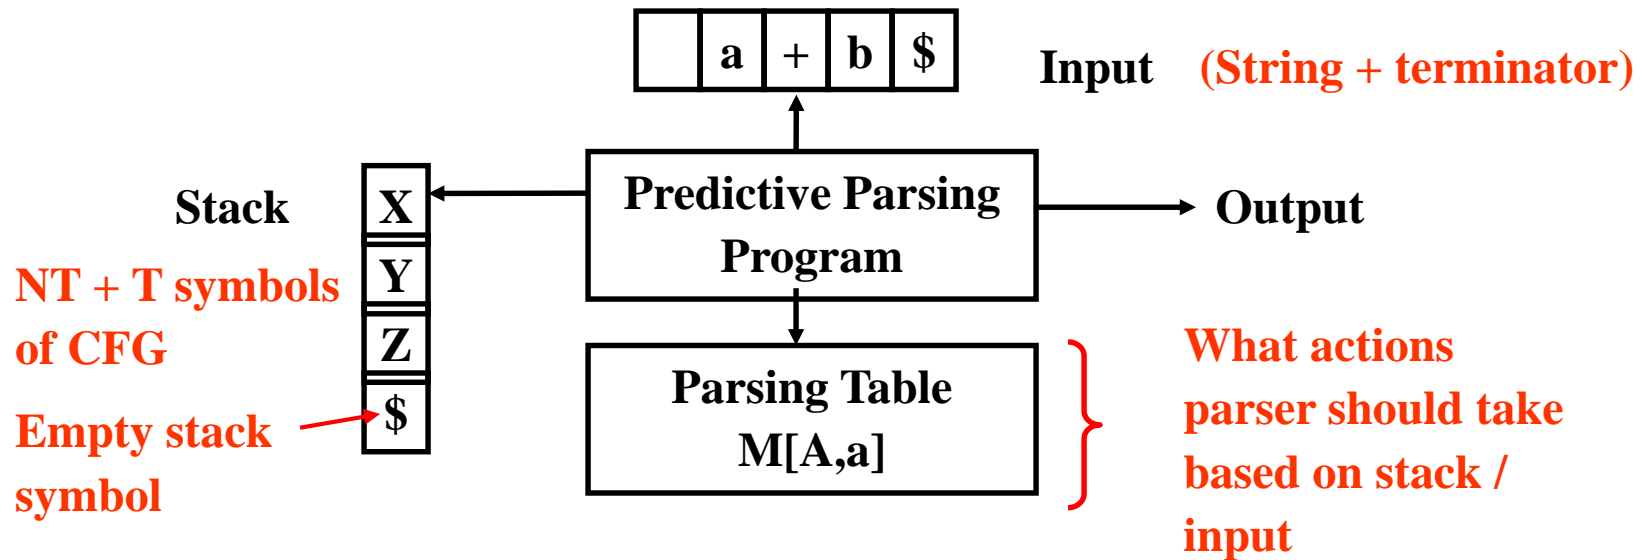 a + b $
Input (String + terminator)
Stack
X
Y
Z
$
NT + T symbols
of CFG
Empty stack
symbol
Predictive Parsing
Program
Output
Parsing Table
M[A,a]
What actions
parser should take
based on stack /
input